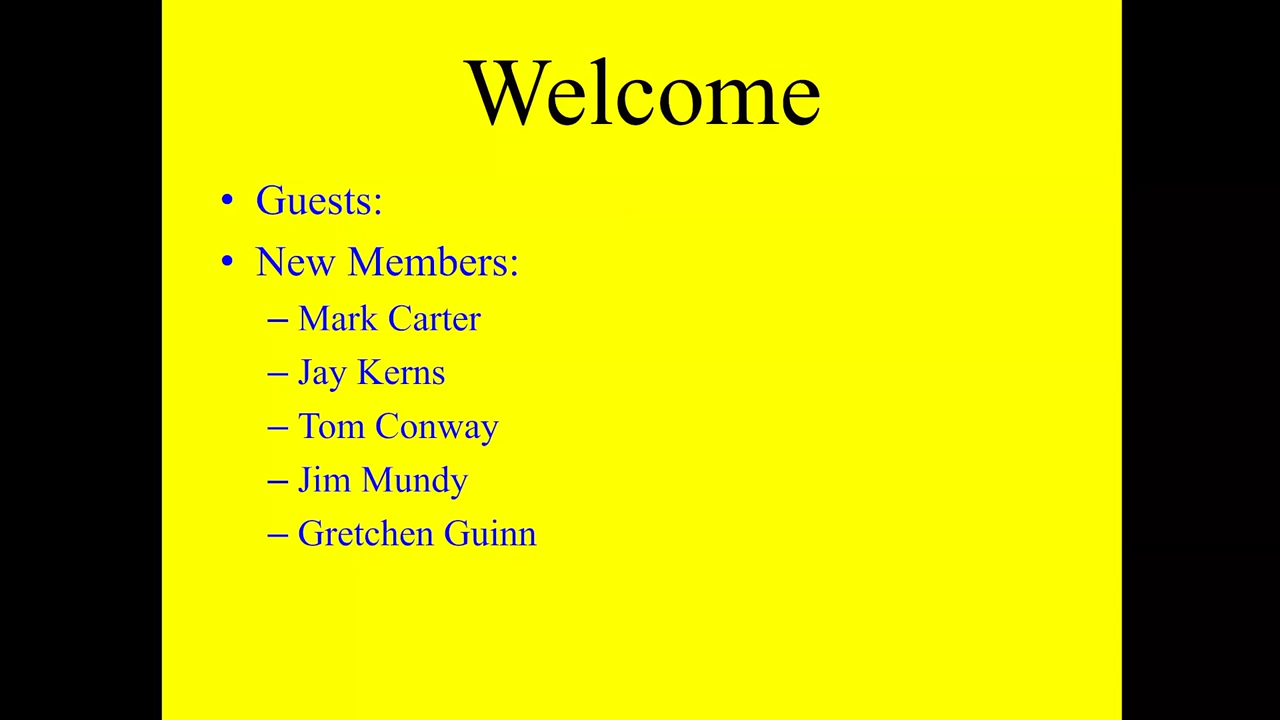 Welcome
• Guests:
• New Members:
– Mark Carter
– Jay Kerns
– Tom Conway
– Jim Mundy
– Gretchen Guinn